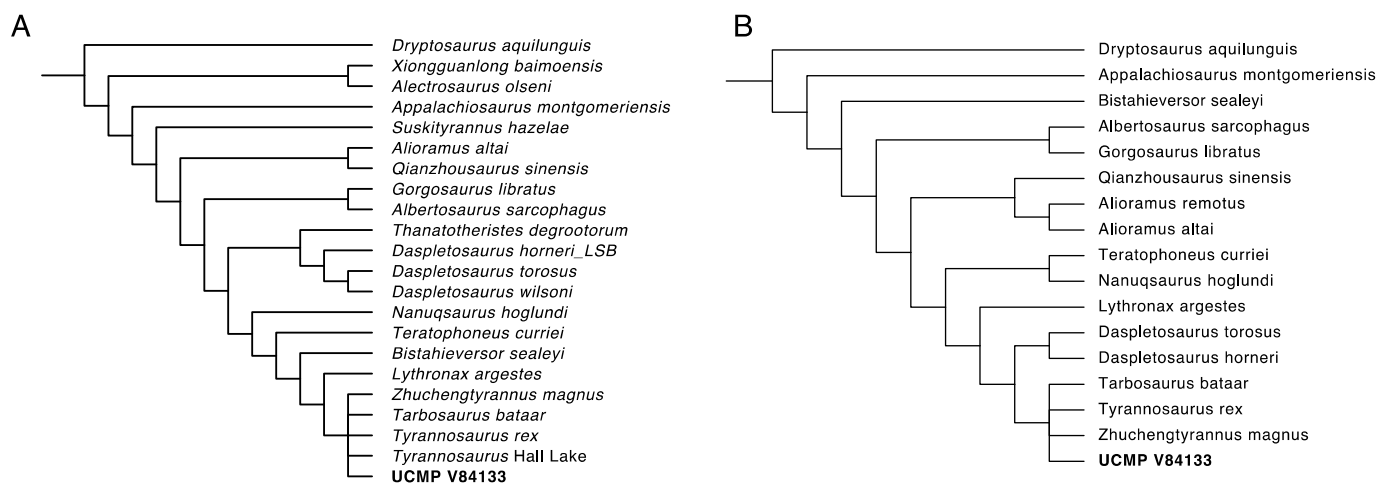 A
Dryptosaurus aquilunguis
Xiongguanlong baimoensis
Alectrosaurus olseni
Appalachiosaurus montgomeriensis
Suskityrannus hazelae
Alioramus altai
Qianzhousaurus sinensis
Gorgosaurus libratus
Albertosaurus sarcophagus
Thanatotheristes degrootorum
Daspletosaurus horneri_LSB
Daspletosaurus torosus
Daspletosaurus wilsoni
Nanuqsaurus hoglundi
Teratophoneus curriei
Bistahieversor sealeyi
Lythronax argestes
Zhuchengtyrannus magnus
Tarbosaurus bataar
Tyrannosaurus rex
Tyrannosaurus Hall Lake
UCMP V84133
B
Dryptosaurus aquilunguis
Appalachiosaurus montgomeriensis
Bistahieversor sealeyi
Albertosaurus sarcophagus
Gorgosaurus libratus
Qianzhousaurus sinensis
Alioramus remotus
Alioramus altai
Teratophoneus curriei
Nanuqsaurus hoglundi
Lythronax argestes
Daspletosaurus torosus
Daspletosaurus horneri
Tarbosaurus bataar
Tyrannosaurus rex
Zhuchengtyrannus magnus
UCMP V84133